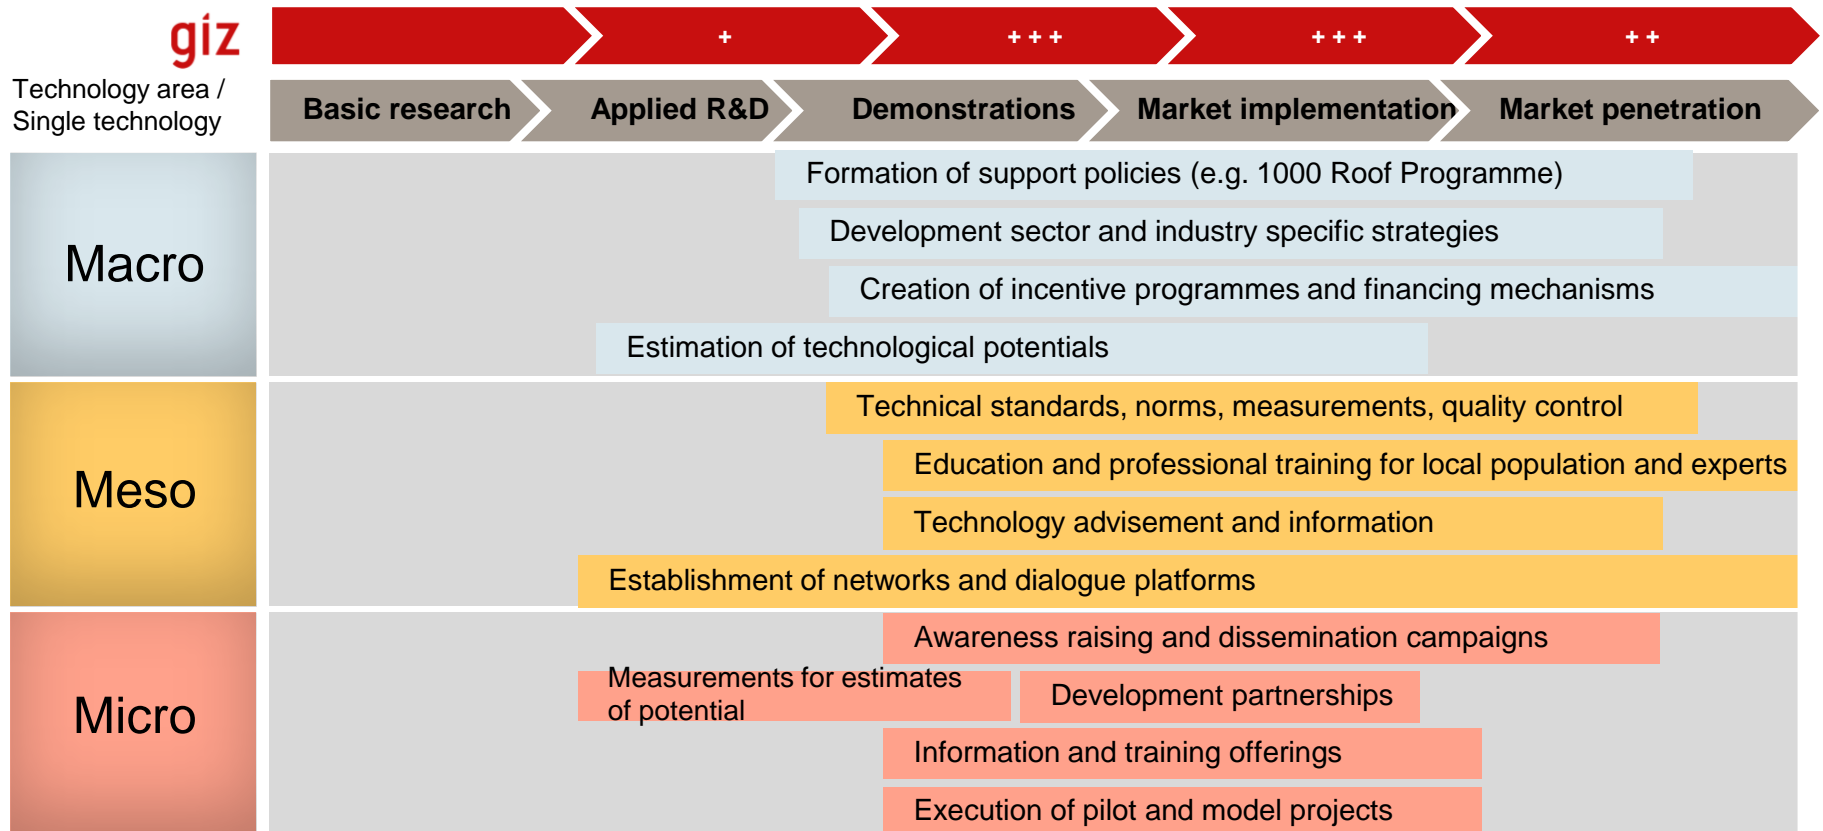 giz
+
+ + +
+ + +
+ +
Technology area /
Single technology
Basic research
Applied R&D
Demonstrations
Market implementation
Market penetration
Macro
Formation of support policies (e.g. 1000 Roof Programme)
Development sector and industry specific strategies
Creation of incentive programmes and financing mechanisms
Estimation of technological potentials
Meso
Technical standards, norms, measurements, quality control
Education and professional training for local population and experts
Technology advisement and information
Establishment of networks and dialogue platforms
Micro
Awareness raising and dissemination campaigns
Measurements for estimates
of potential
Development partnerships
Information and training offerings
Execution of pilot and model projects